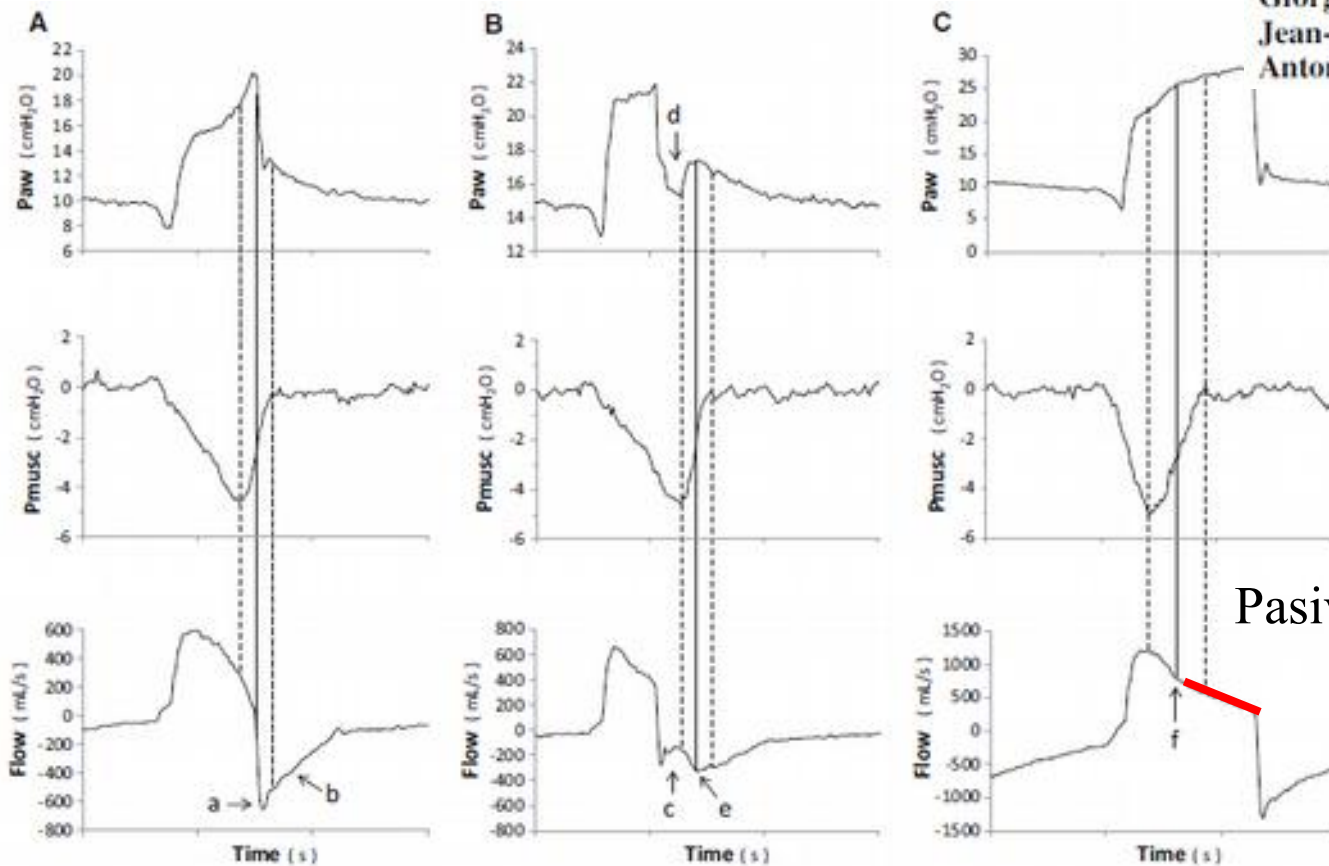 Giorg
Jean-
Anton
A
22
20
18
16
14
12
10
8
6
Paw (cmH₂O)
2
0
-2
-4
-6
Pmusc (cmH₂O)
600
400
200
0
-200
-400
-600
-800
Flow (mL/s)
a
b
Time (s)
B
24
22
20
18
16
14
12
Paw (cmH₂O)
d
2
0
-2
-4
-6
Pmusc (cmH₂O)
800
600
400
200
0
-200
-400
-600
-800
Flow (mL/s)
c
e
Time (s)
C
30
25
20
15
10
5
0
Paw (cmH₂O)
2
0
-2
-4
-6
Pmusc (cmH₂O)
Pasiv
1500
1000
500
0
-500
-1000
-1500
Flow (mL/s)
f
Time (s)